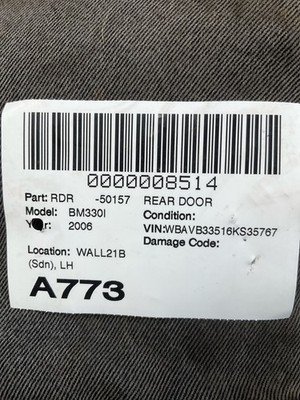 0000008514
Part: RDR -50157 REAR DOOR
Model: BM330I Condition:
Year: 2006 VIN:WBAVB33516KS35767
Damage Code:
Location: WALL21B
(Sdn), LH
A773